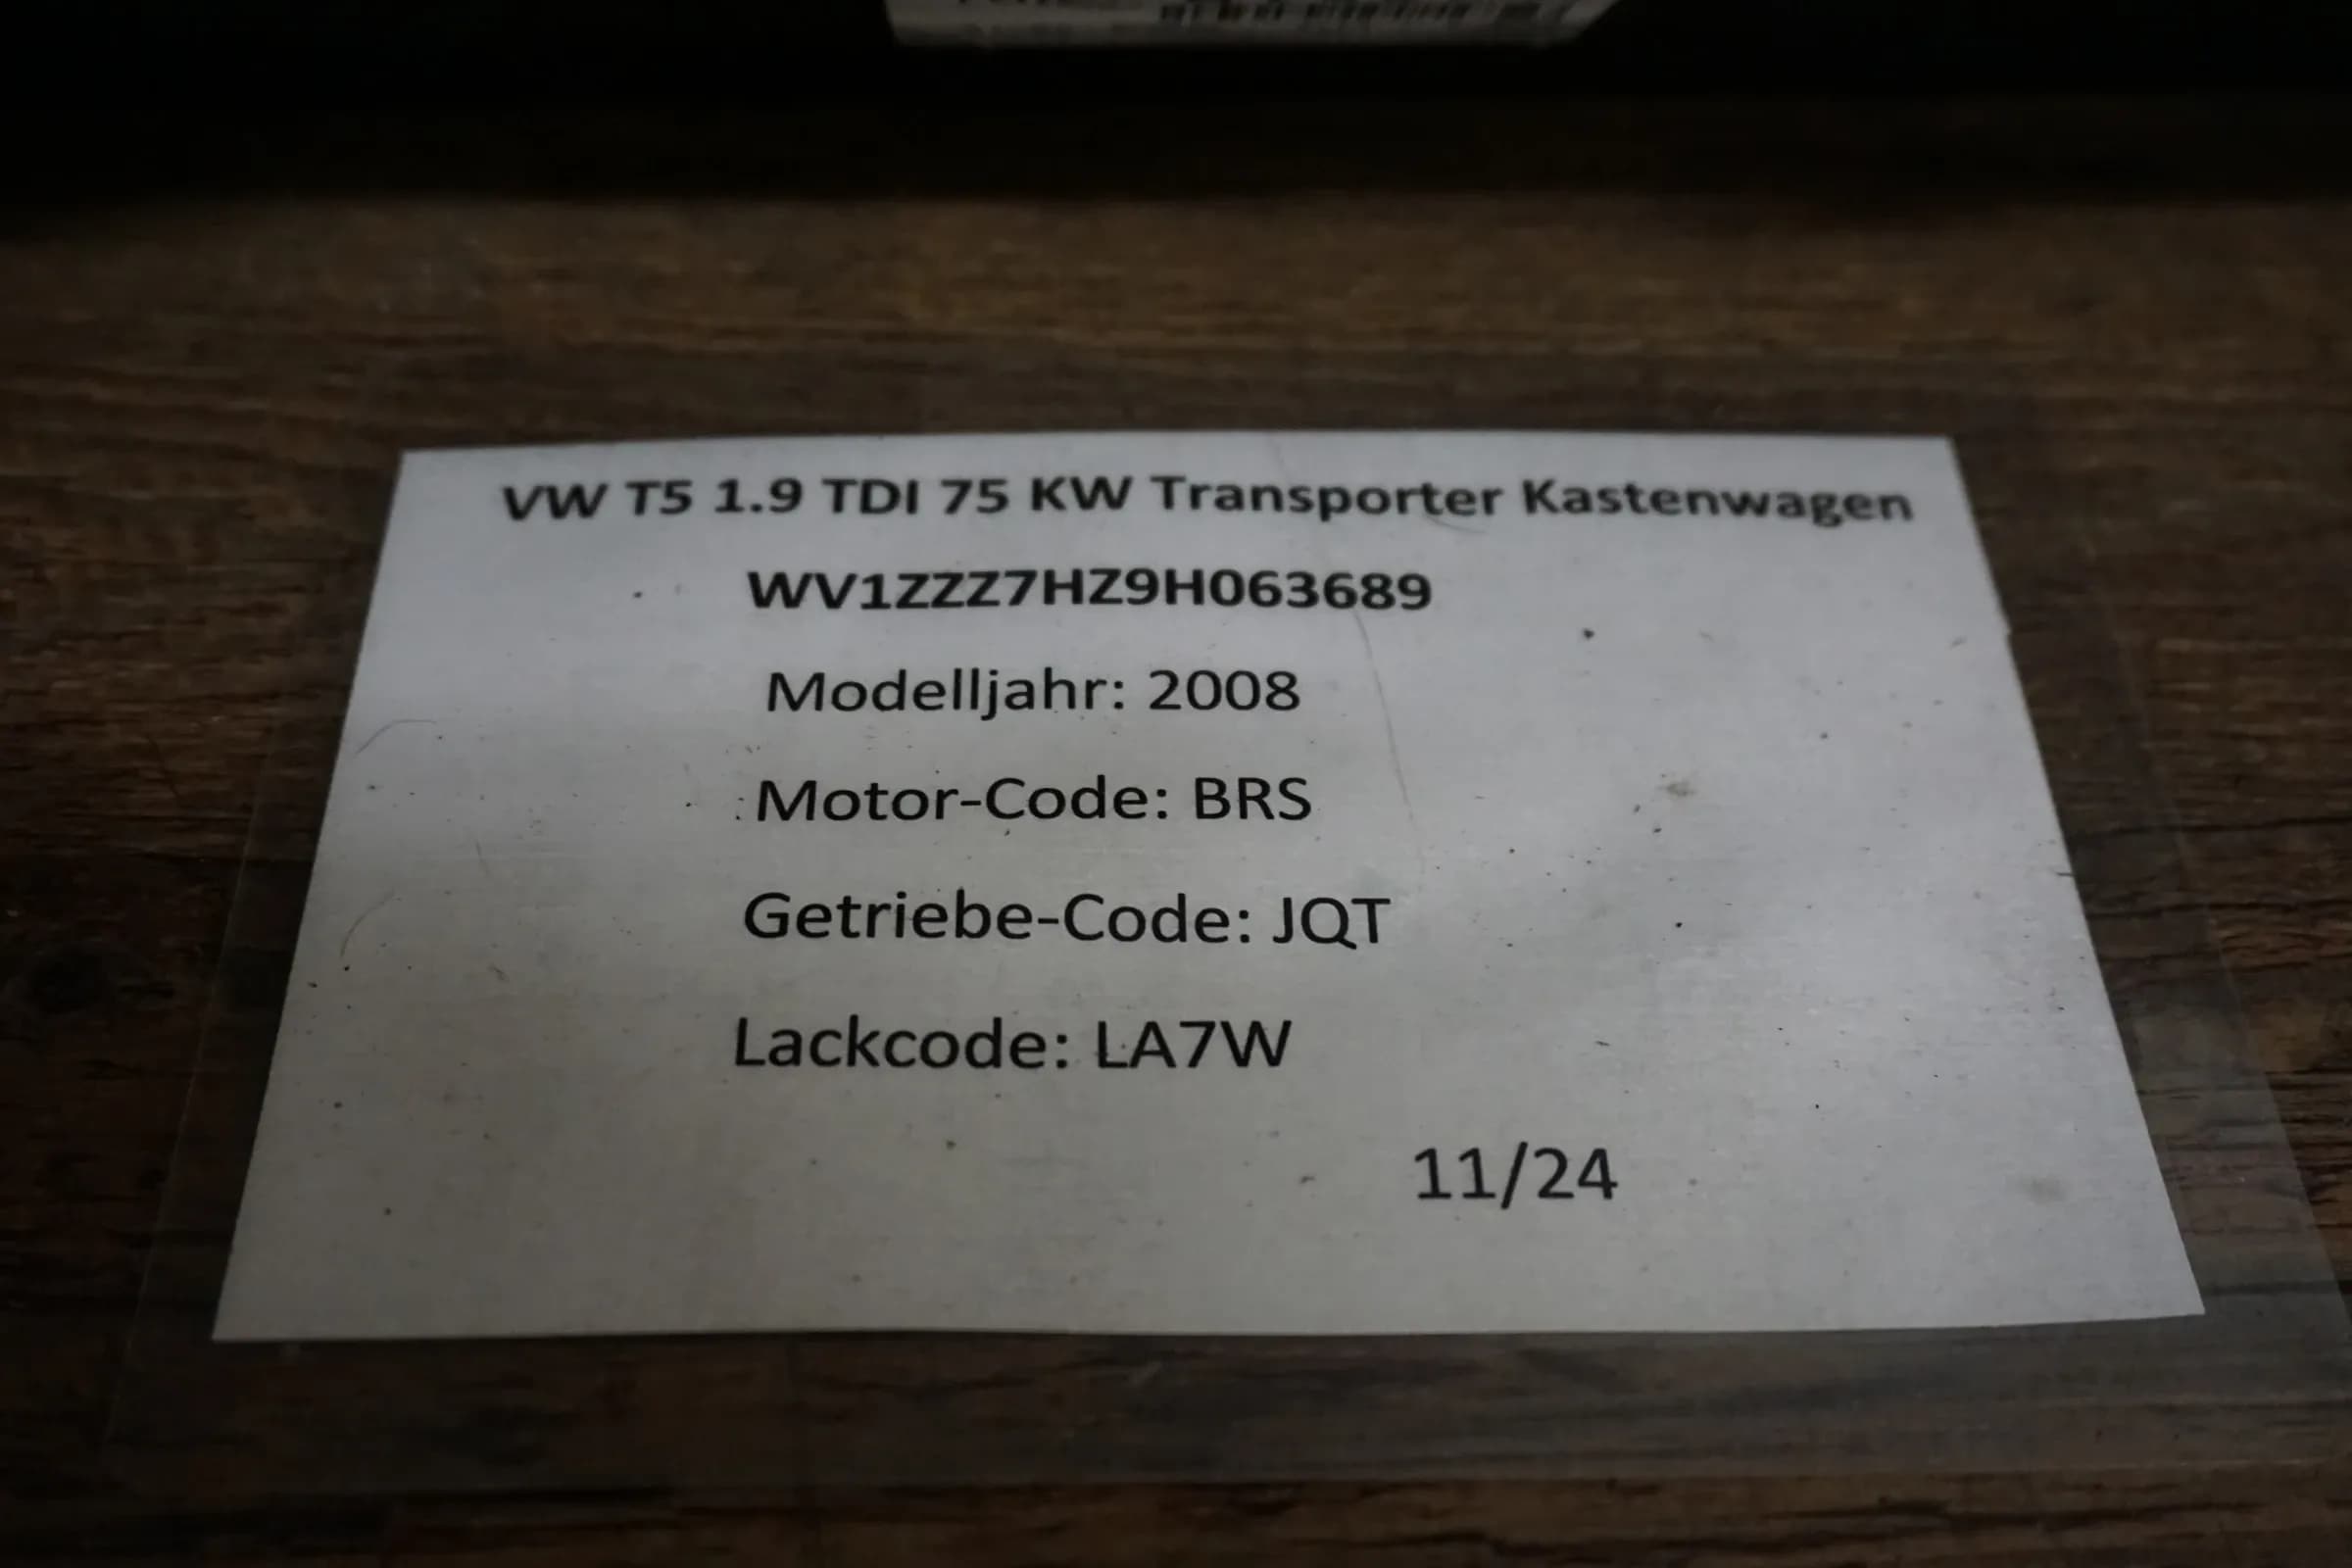 VW T5 1.9 TDI 75 KW Transporter Kastenwagen
WV1ZZZ7HZ9H063689
Modelljahr: 2008
Motor-Code: BRS
Getriebe-Code: JQT
Lackcode: LA7W
11/24